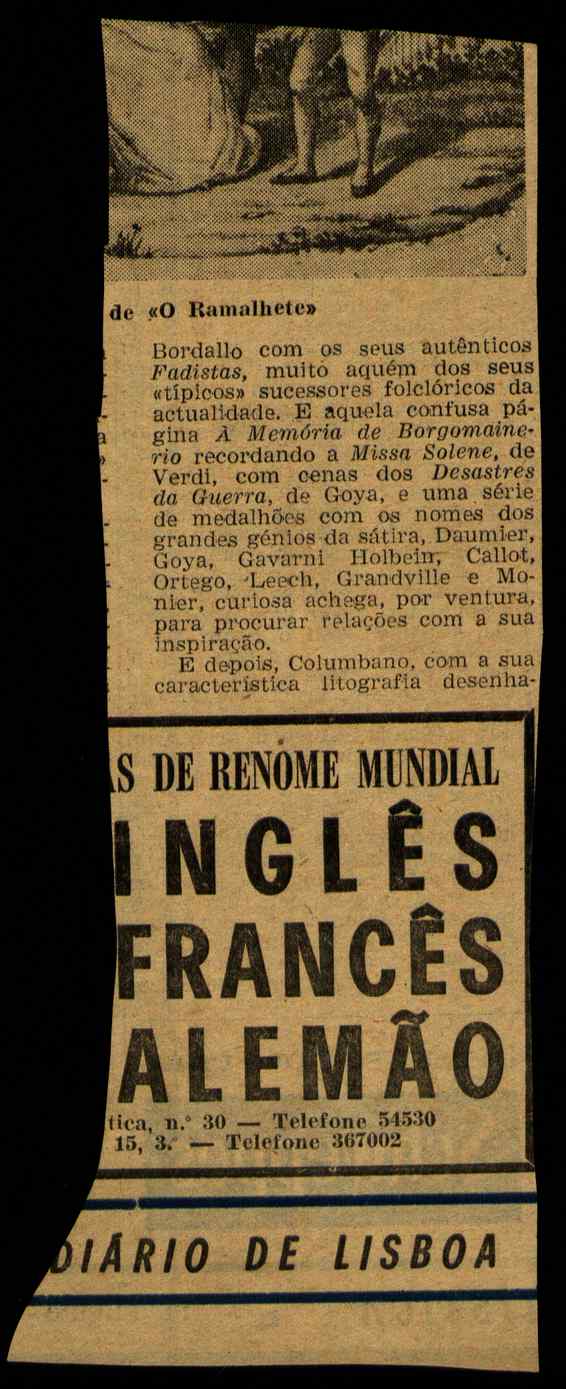 de «O Ramalhete»
Bordallo com os seus autênticos
Fadistas, muito aquém dos seus
«típicos» sucessores folclóricos da
actualidade. E aquela confusa pá-
gina À Memória de Borgomaine-
rio recordando a Missa Solene, de
Verdi, com cenas dos Desastres
da Guerra, de Goya, e uma série
de medalhões com os nomes dos
grandes génios da sátira, Daumier,
Goya, Gavarni Holbein, Callot,
Ortego, Leech, Grandville e Mo-
nier, curiosa achega, por ventura,
para procurar relações com a sua
inspiração.
E depois, Columbano, com a sua
característica litografia desenha-
AS DE RENOME MUNDIAL
INGLÊS
FRANCÊS
ALEMÃO
tica, n.° 30 — Telefone 54530
15, 3.° — Telefone 367002
DIÁRIO DE LISBOA